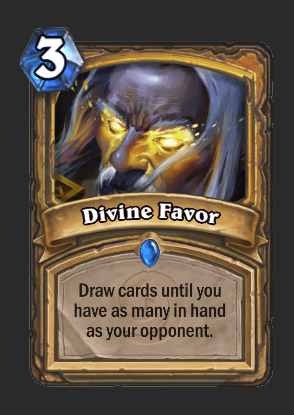 3
Divine Favor
Draw cards until you
have as many in hand
as your opponent.